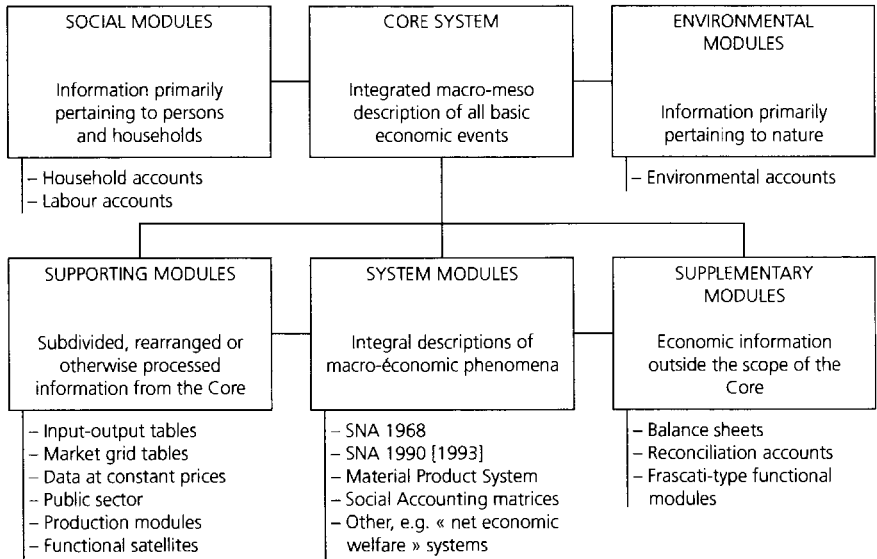 SOCIAL MODULES
Information primarily
pertaining to persons
and households
– Household accounts
– Labour accounts
CORE SYSTEM
Integrated macro-meso
description of all basic
economic events
ENVIRONMENTAL
MODULES
Information primarily
pertaining to nature
– Environmental accounts
SUPPORTING MODULES
Subdivided, rearranged or
otherwise processed
information from the Core
– Input-output tables
– Market grid tables
– Data at constant prices
– Public sector
– Production modules
– Functional satellites
SYSTEM MODULES
Integral descriptions of
macro-économic phenomena
– SNA 1968
– SNA 1990 [1993]
– Material Product System
– Social Accounting matrices
– Other, e.g. « net economic
welfare » systems
SUPPLEMENTARY
MODULES
Economic information
outside the scope of the
Core
– Balance sheets
– Reconciliation accounts
– Frascati-type functional
modules